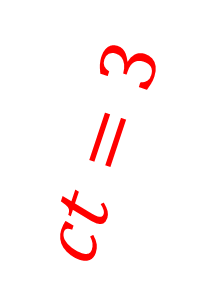 ct = 3